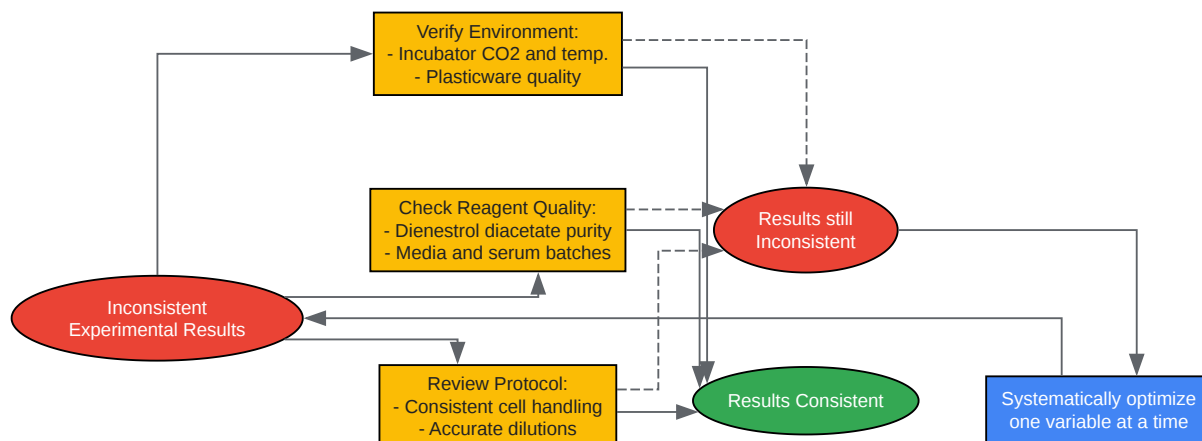 Verify Environment:
- Incubator CO2 and temp.
- Plasticware quality
Check Reagent Quality:
- Dienestrol diacetate purity
- Media and serum batches
Results still
Inconsistent
Inconsistent
Experimental Results
Review Protocol:
- Consistent cell handling
- Accurate dilutions
Results Consistent
Systematically optimize
one variable at a time